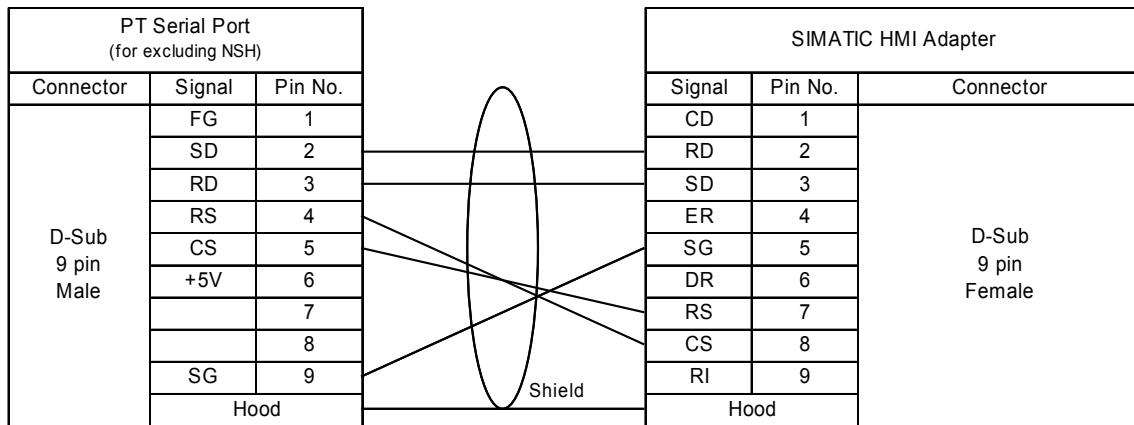 PT Serial Port
(for excluding NSH)
SIMATIC HMI Adapter
Connector Signal Pin No.
Signal Pin No. Connector
FG 1
CD 1
SD 2
RD 2
RD 3
SD 3
RS 4
ER 4
CS 5
SG 5
+5V 6
DR 6
7
RS 7
8
CS 8
SG 9
RI 9
D-Sub
9 pin
Male
D-Sub
9 pin
Female
Shield
Hood
Hood